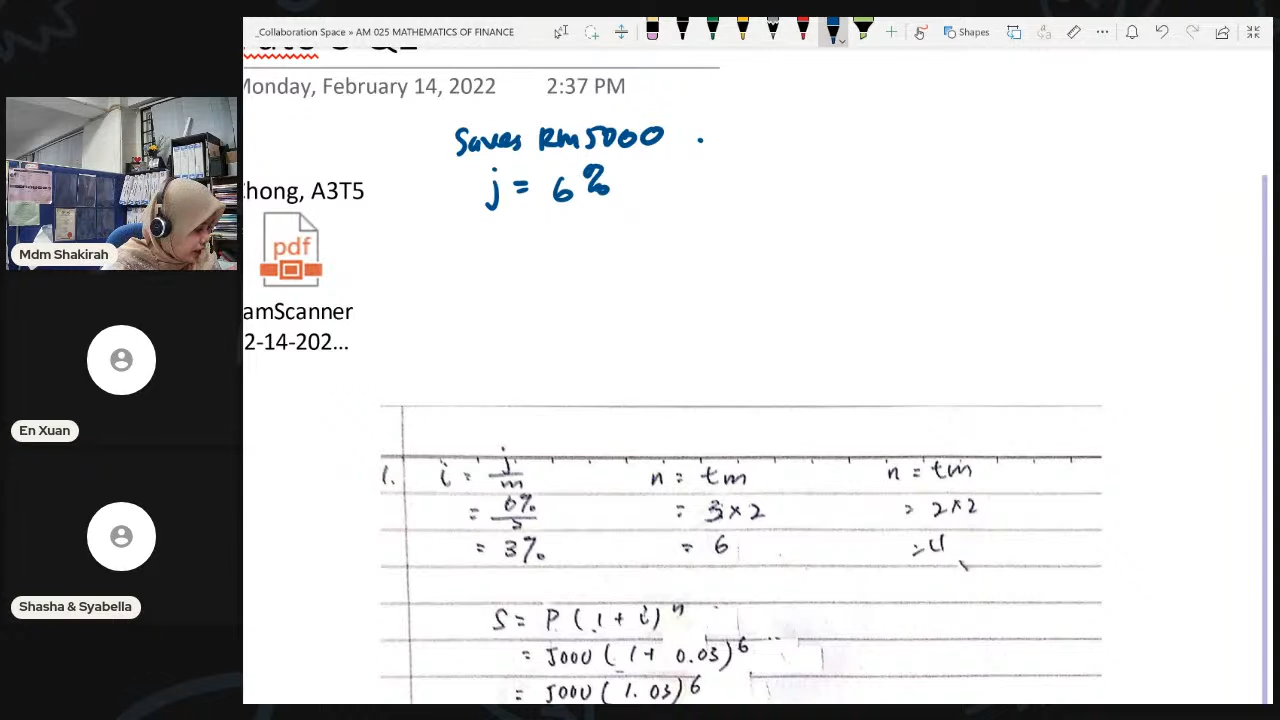 _Collaboration Space » AM 025 MATHEMATICS OF FINANCE
Shapes
Monday, February 14, 2022 2:37 PM
Saves RM5000
j = 6%
Chong, A3T5
pdf
amScanner
2-14-202...
Mdm Shakirah
En Xuan
Shasha & Syabella
1. i = j/m n = tm n = tm
= 6%/2 = 3 × 2 = 2 × 2
= 3% = 6 = 4
S = P (1 + i)^n
= 5000 (1 + 0.03)^6
= 5000 (1.03)^6